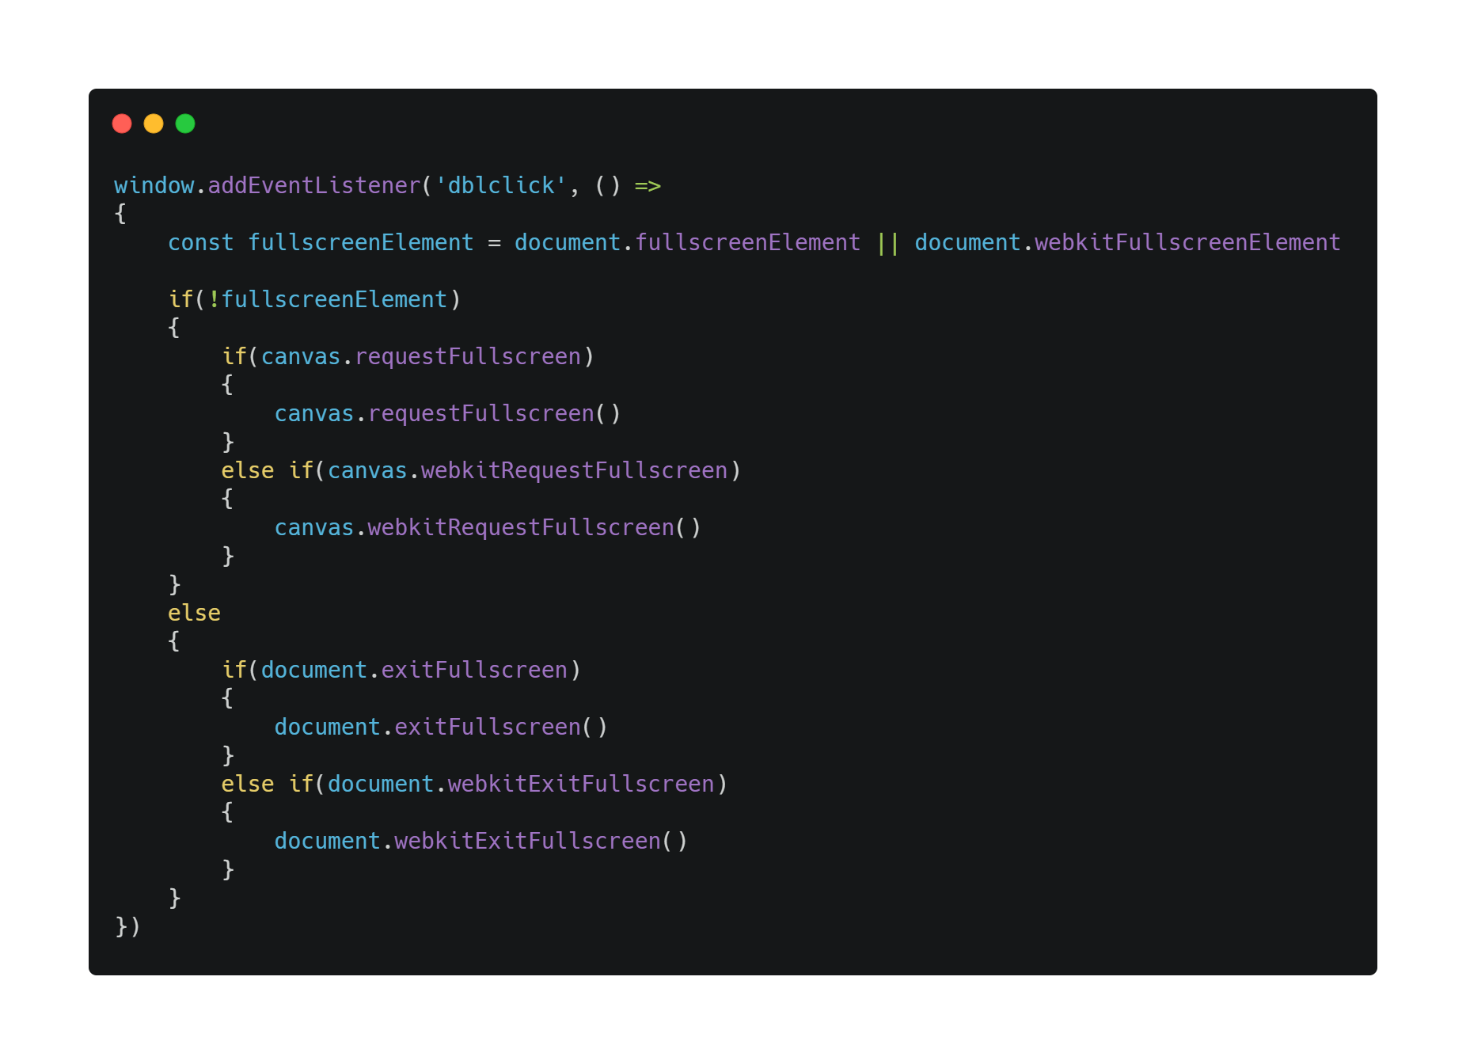 window.addEventListener('dblclick', () =>
{
    const fullscreenElement = document.fullscreenElement || document.webkitFullscreenElement

    if(!fullscreenElement)
    {
        if(canvas.requestFullscreen)
        {
            canvas.requestFullscreen()
        }
        else if(canvas.webkitRequestFullscreen)
        {
            canvas.webkitRequestFullscreen()
        }
    }
    else
    {
        if(document.exitFullscreen)
        {
            document.exitFullscreen()
        }
        else if(document.webkitExitFullscreen)
        {
            document.webkitExitFullscreen()
        }
    }
})